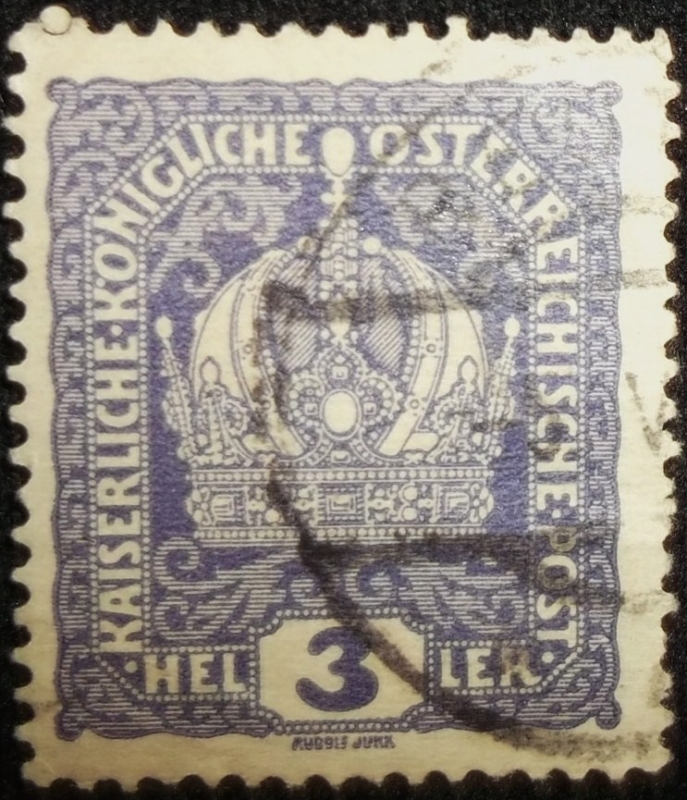 KAISERLICHE·KÖNIGLICHE ÖSTERREICHISCHE·POST·
HEL 3 LER
RUDOLF JUNK